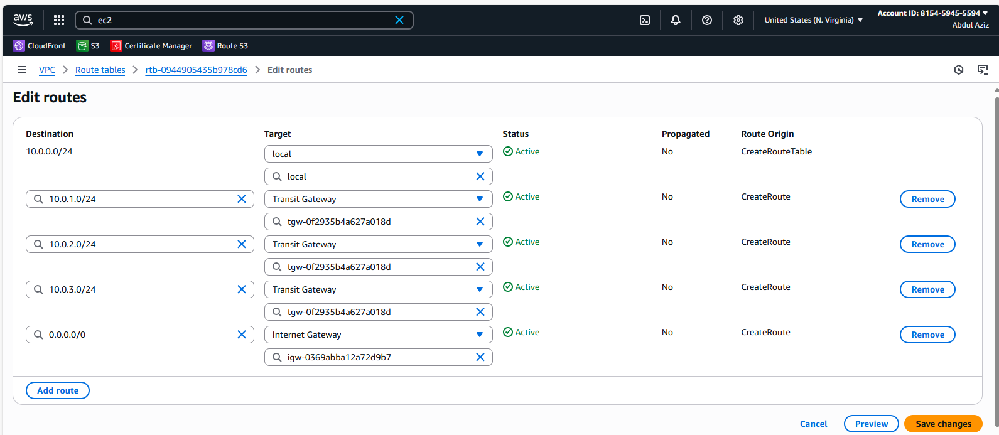 aws
ec2
United States (N. Virginia)
Account ID: 8154-5945-5594
Abdul Aziz
CloudFront
S3
Certificate Manager
Route 53
VPC
Route tables
rtb-0944905435b978cd6
Edit routes
Edit routes
Destination Target Status Propagated Route Origin
10.0.0.0/24 local Active No CreateRouteTable
local
10.0.1.0/24 Transit Gateway Active No CreateRoute Remove
tgw-0f2935b4a627a018d
10.0.2.0/24 Transit Gateway Active No CreateRoute Remove
tgw-0f2935b4a627a018d
10.0.3.0/24 Transit Gateway Active No CreateRoute Remove
tgw-0f2935b4a627a018d
0.0.0.0/0 Internet Gateway Active No CreateRoute Remove
igw-0369abba12a72d9b7
Add route
Cancel Preview Save changes